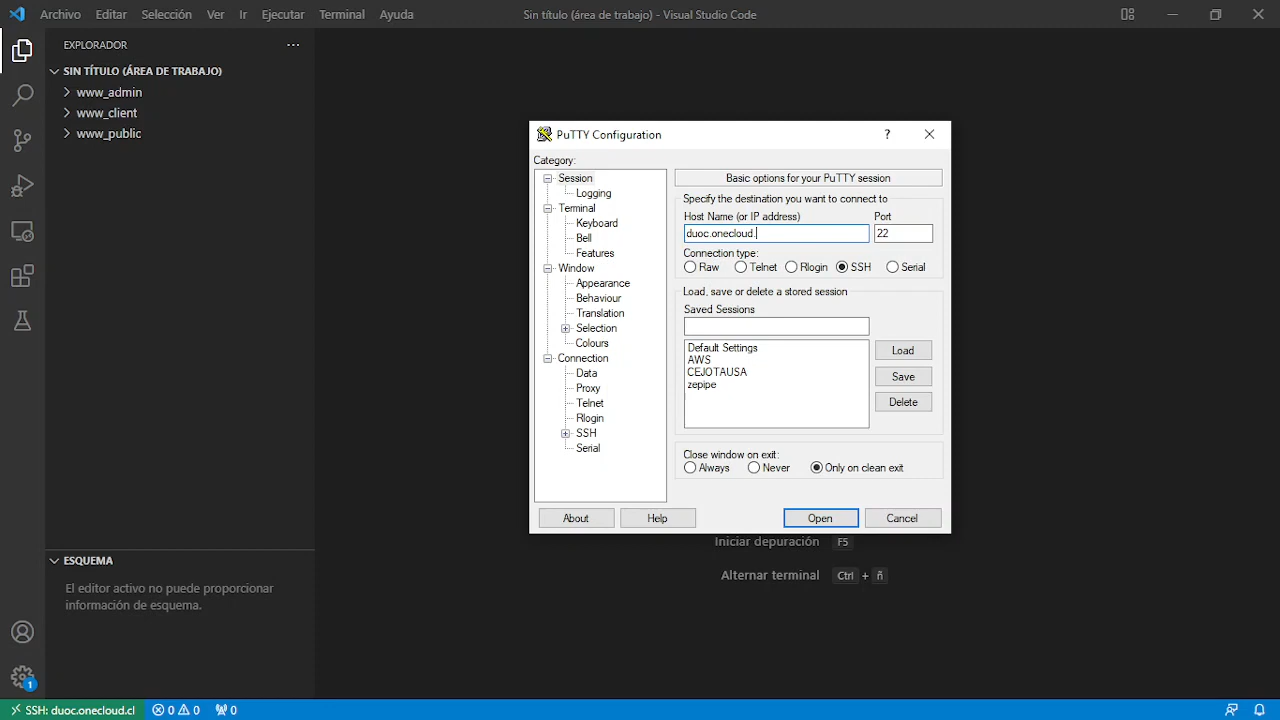 Archivo Editar Selección Ver Ir Ejecutar Terminal Ayuda
Sin título (área de trabajo) - Visual Studio Code
EXPLORADOR
SIN TÍTULO (ÁREA DE TRABAJO)
www_admin
www_client
www_public
PuTTY Configuration
?
Category:
Session
Logging
Terminal
Keyboard
Bell
Features
Window
Appearance
Behaviour
Translation
Selection
Colours
Connection
Data
Proxy
Telnet
Rlogin
SSH
Serial
Basic options for your PuTTY session
Specify the destination you want to connect to
Host Name (or IP address) Port
duoc.onecloud. 22
Connection type:
Raw Telnet Rlogin SSH Serial
Load, save or delete a stored session
Saved Sessions
Default Settings
AWS
CEJOTAUSA
zepipe
Load
Save
Delete
Close window on exit:
Always Never Only on clean exit
About Help Open Cancel
Iniciar depuración F5
Alternar terminal Ctrl + ñ
ESQUEMA
El editor activo no puede proporcionar
información de esquema.
1
SSH: duoc.onecloud.cl 0 0 0